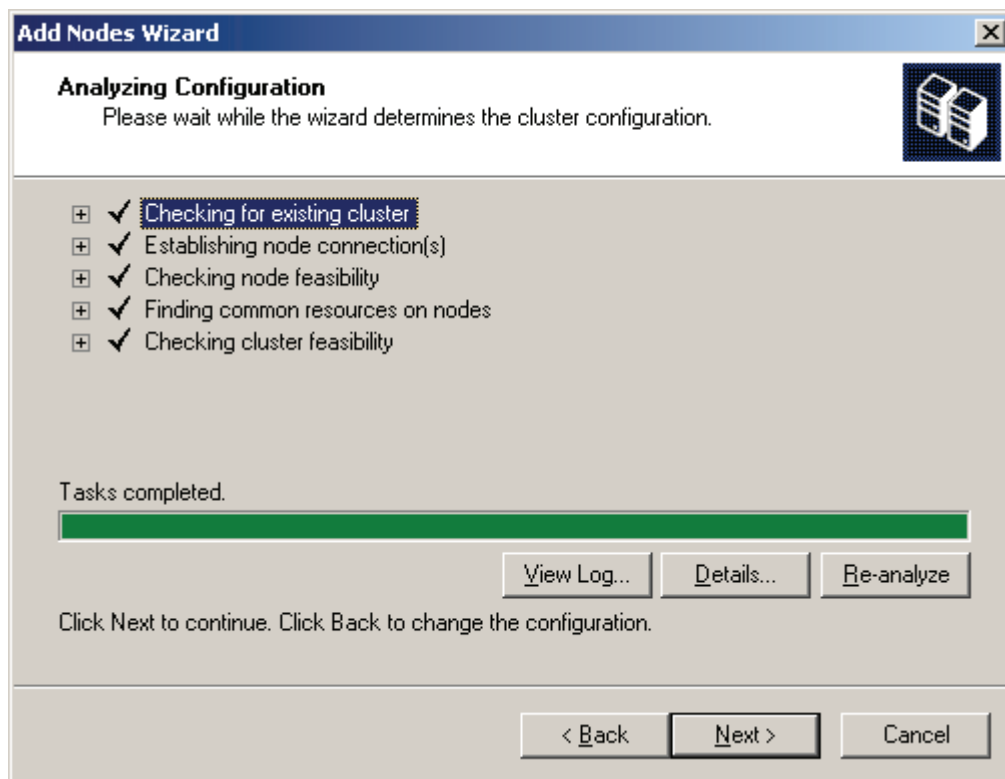 Add Nodes Wizard
Analyzing Configuration
Please wait while the wizard determines the cluster configuration.
Checking for existing cluster
Establishing node connection(s)
Checking node feasibility
Finding common resources on nodes
Checking cluster feasibility
Tasks completed.
View Log... Details... Re-analyze
Click Next to continue. Click Back to change the configuration.
< Back Next > Cancel